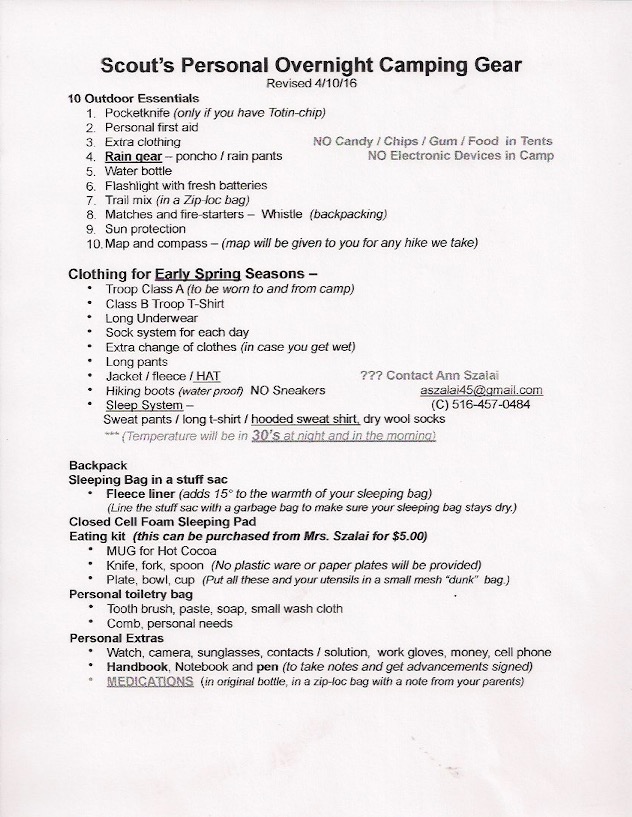 Scout's Personal Overnight Camping Gear
Revised 4/10/16
10 Outdoor Essentials
1. Pocketknife (only if you have Totin-chip)
2. Personal first aid
3. Extra clothing NO Candy / Chips / Gum / Food in Tents
4. Rain gear – poncho / rain pants NO Electronic Devices in Camp
5. Water bottle
6. Flashlight with fresh batteries
7. Trail mix (in a Zip-loc bag)
8. Matches and fire-starters – Whistle (backpacking)
9. Sun protection
10. Map and compass – (map will be given to you for any hike we take)
Clothing for Early Spring Seasons –
• Troop Class A (to be worn to and from camp)
• Class B Troop T-Shirt
• Long Underwear
• Sock system for each day
• Extra change of clothes (in case you get wet)
• Long pants
• Jacket / fleece / HAT ??? Contact Ann Szalai
• Hiking boots (water proof) NO Sneakers aszalai45@gmail.com
• Sleep System – (C) 516-457-0484
Sweat pants / long t-shirt / hooded sweat shirt, dry wool socks
*** (Temperature will be in 30's at night and in the morning)
Backpack
Sleeping Bag in a stuff sac
• Fleece liner (adds 15° to the warmth of your sleeping bag)
(Line the stuff sac with a garbage bag to make sure your sleeping bag stays dry.)
Closed Cell Foam Sleeping Pad
Eating kit (this can be purchased from Mrs. Szalai for $5.00)
• MUG for Hot Cocoa
• Knife, fork, spoon (No plastic ware or paper plates will be provided)
• Plate, bowl, cup (Put all these and your utensils in a small mesh "dunk" bag.)
Personal toiletry bag
• Tooth brush, paste, soap, small wash cloth
• Comb, personal needs
Personal Extras
• Watch, camera, sunglasses, contacts / solution, work gloves, money, cell phone
• Handbook, Notebook and pen (to take notes and get advancements signed)
• MEDICATIONS (in original bottle, in a zip-loc bag with a note from your parents)